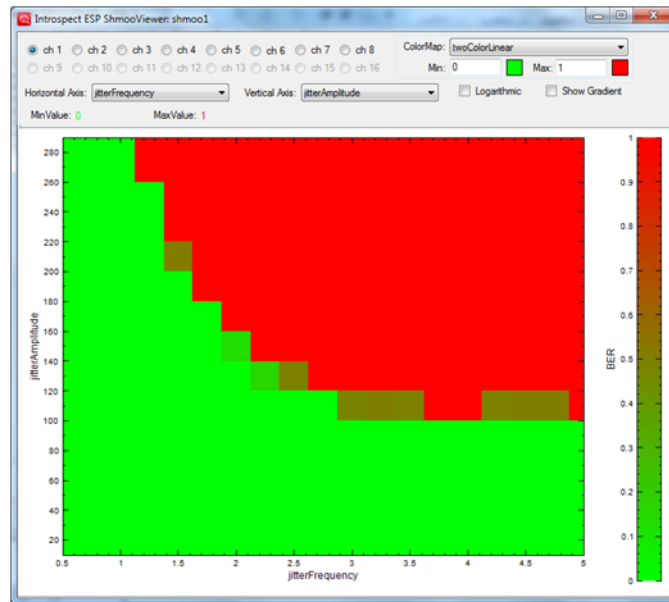 Introspect ESP ShmooViewer: shmoo1
ch 1 ch 2 ch 3 ch 4 ch 5 ch 6 ch 7 ch 8
ch 9 ch 10 ch 11 ch 12 ch 13 ch 14 ch 15 ch 16
ColorMap: twoColorLinear
Min: 0 Max: 1
Horizontal Axis: jitterFrequency Vertical Axis: jitterAmplitude Logarithmic Show Gradient
MinValue: 0 MaxValue: 1
280
260
240
220
200
180
160
140
120
100
80
60
40
20
jitterAmplitude
0.5 1 1.5 2 2.5 3 3.5 4 4.5 5
jitterFrequency
1
0.9
0.8
0.7
0.6
0.5
0.4
0.3
0.2
0.1
0
BER